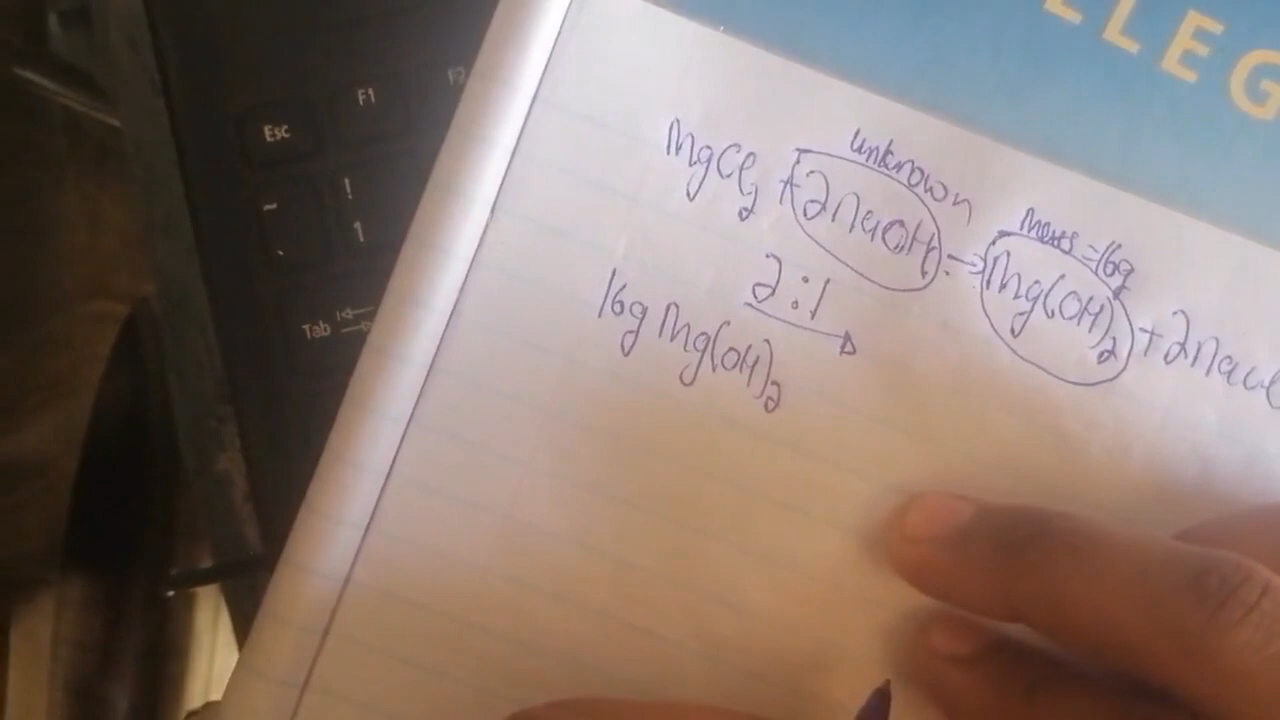 LLEG
Esc
F1
F2
~
`
!
1
Tab
unknown
mass = 16g
MgCl₂ + 2NaOH → Mg(OH)₂ + 2NaCl
2:1
16g Mg(OH)₂